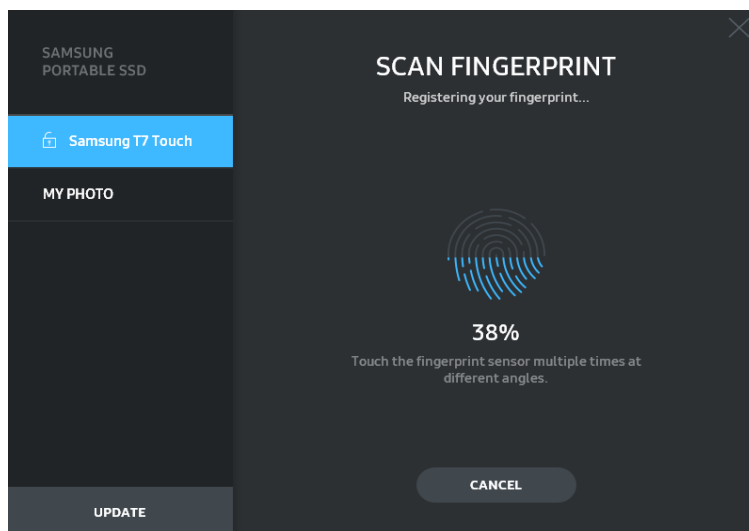 SAMSUNG
PORTABLE SSD
Samsung T7 Touch
MY PHOTO
UPDATE
SCAN FINGERPRINT
Registering your fingerprint...
38%
Touch the fingerprint sensor multiple times at
different angles.
CANCEL